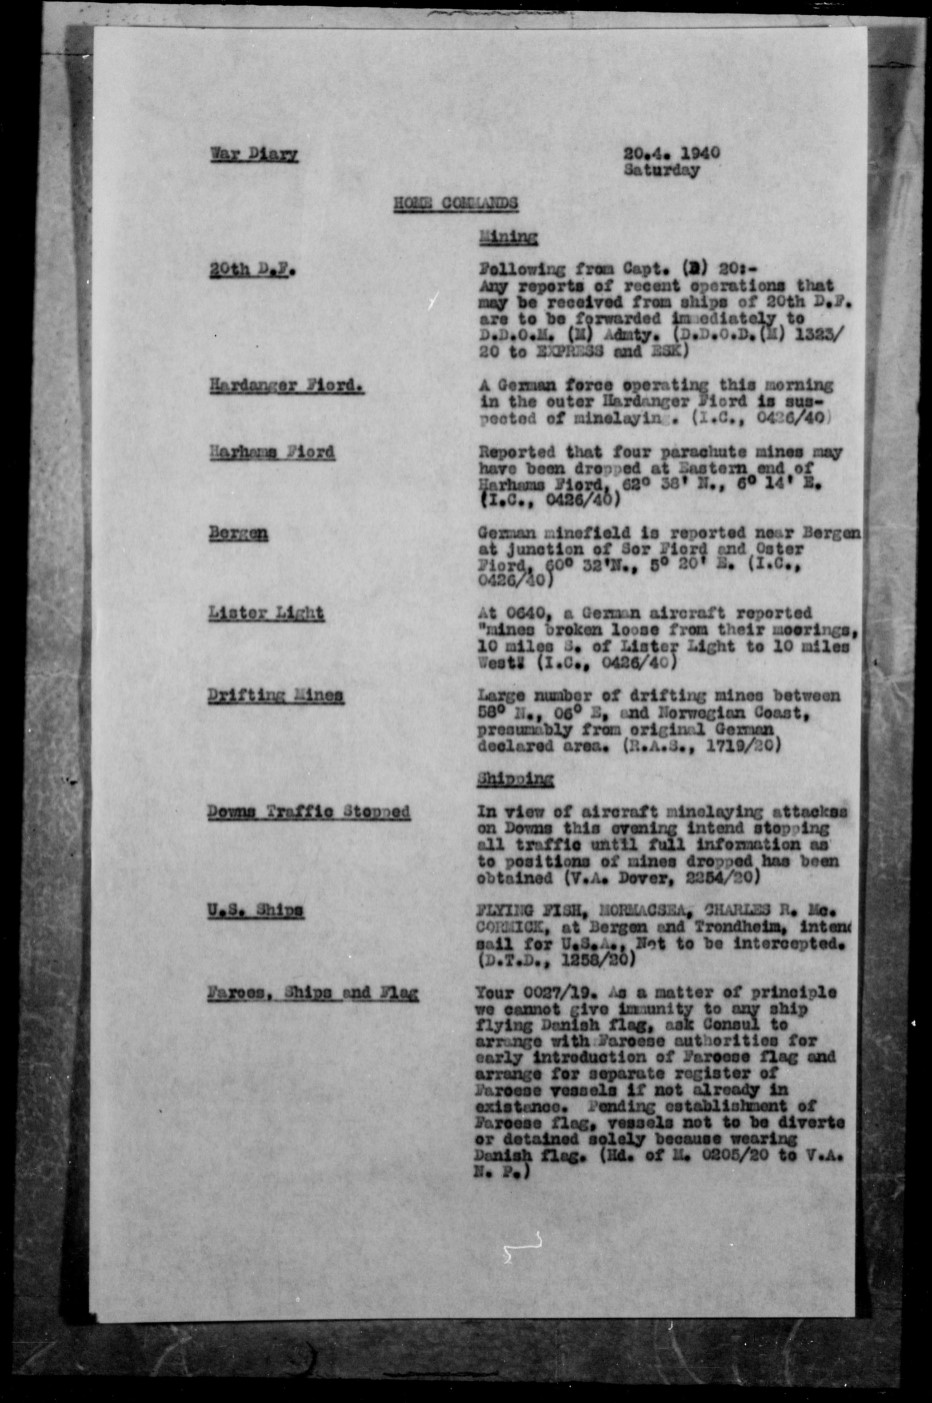 War Diary
20.4. 1940
Saturday
HOME COMMANDS
Mining
20th D.F.
Following from Capt. (D) 20:-
Any reports of recent operations that
may be received from ships of 20th D.F.
are to be forwarded immediately to
D.D.O.M. (M) Admty. (D.D.O.D.(M) 1323/
20 to EXPRESS and ESK)
Hardanger Fiord.
A German force operating this morning
in the outer Hardanger Fiord is sus-
pected of minelaying. (I.C., 0426/40)
Harhams Fiord
Reported that four parachute mines may
have been dropped at Eastern end of
Harhams Fiord, 62° 38' N., 6° 14' E.
(I.C., 0426/40)
Bergen
German minefield is reported near Bergen
at junction of Sor Fiord and Oster
Fiord, 60° 32'N., 5° 20' E. (I.C.,
0426/40)
Lister Light
At 0640, a German aircraft reported
"mines broken loose from their moorings,
10 miles S. of Lister Light to 10 miles
West" (I.C., 0426/40)
Drifting Mines
Large number of drifting mines between
58° N., 06° E, and Norwegian Coast,
presumably from original German
declared area. (R.A.S., 1719/20)
Shipping
Downs Traffic Stopped
In view of aircraft minelaying attackes
on Downs this evening intend stopping
all traffic until full information as
to positions of mines dropped has been
obtained (V.A. Dover, 2254/20)
U.S. Ships
FLYING FISH, MORMACSEA, CHARLES R. Mc.
CORMICK, at Bergen and Trondheim, inten
sail for U.S.A., Not to be intercepted.
(D.T.D., 1258/20)
Faroes, Ships and Flag
Your 0027/19. As a matter of principle
we cannot give immunity to any ship
flying Danish flag, ask Consul to
arrange with Faroese authorities for
early introduction of Faroese flag and
arrange for separate register of
Faroese vessels if not already in
existence. Pending establishment of
Faroese flag, vessels not to be diverte
or detained solely because wearing
Danish flag. (Hd. of M. 0205/20 to V.A.
N. P.)